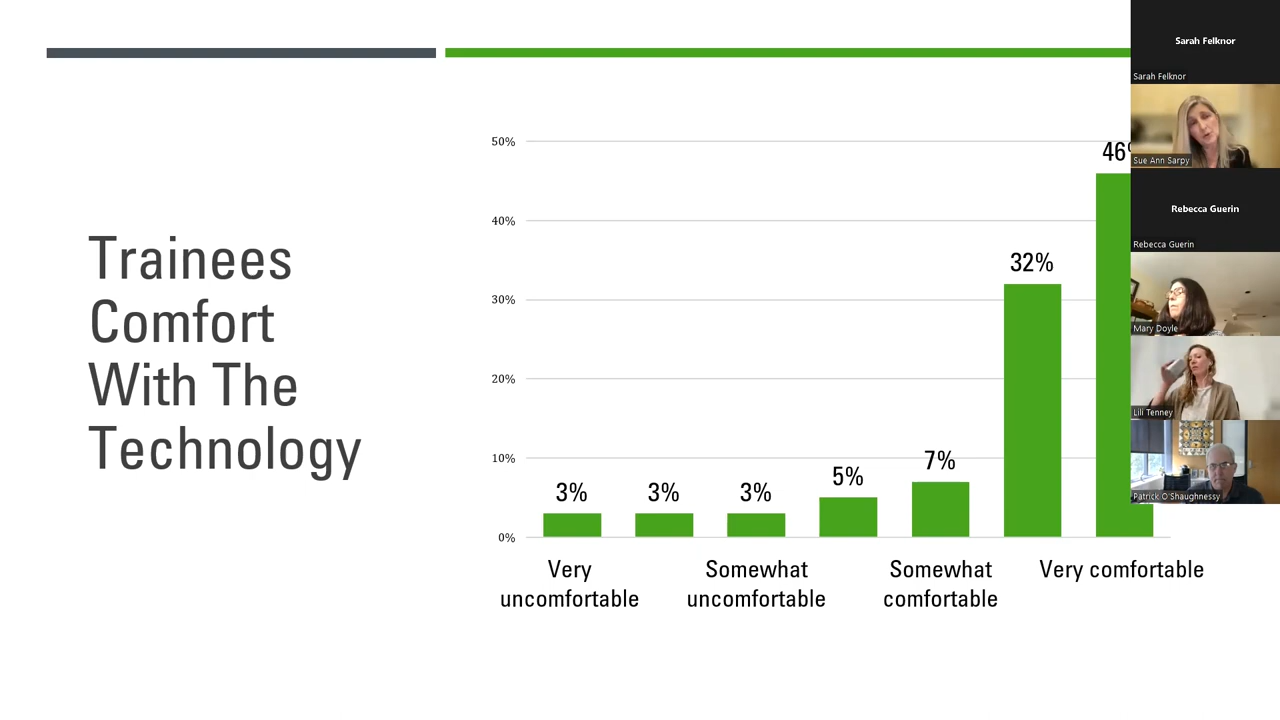 Trainees
Comfort
With The
Technology
50%
40%
30%
20%
10%
0%
3%
3%
3%
5%
7%
32%
46
Very
uncomfortable
Somewhat
uncomfortable
Somewhat
comfortable
Very comfortable
Sarah Felknor
Sarah Felknor
Sue Ann Sarpy
Rebecca Guerin
Rebecca Guerin
Mary Doyle
Lili Tenney
Patrick O'Shaughnessy